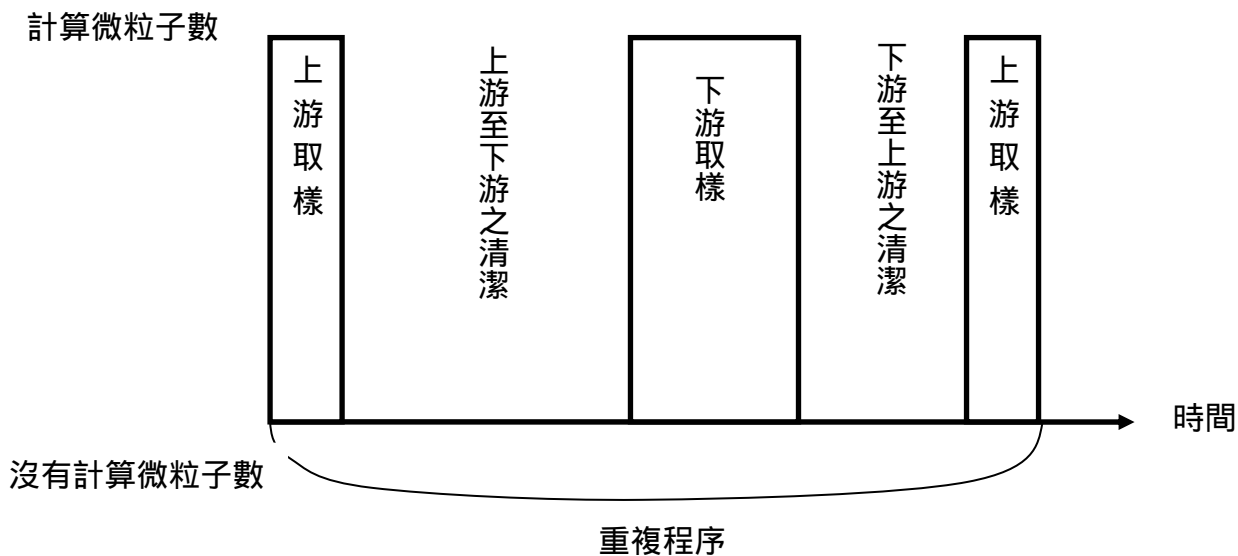 計算微粒子數
上游取樣
上游至下游之清潔
下游取樣
下游至上游之清潔
上游取樣
時間
沒有計算微粒子數
重複程序